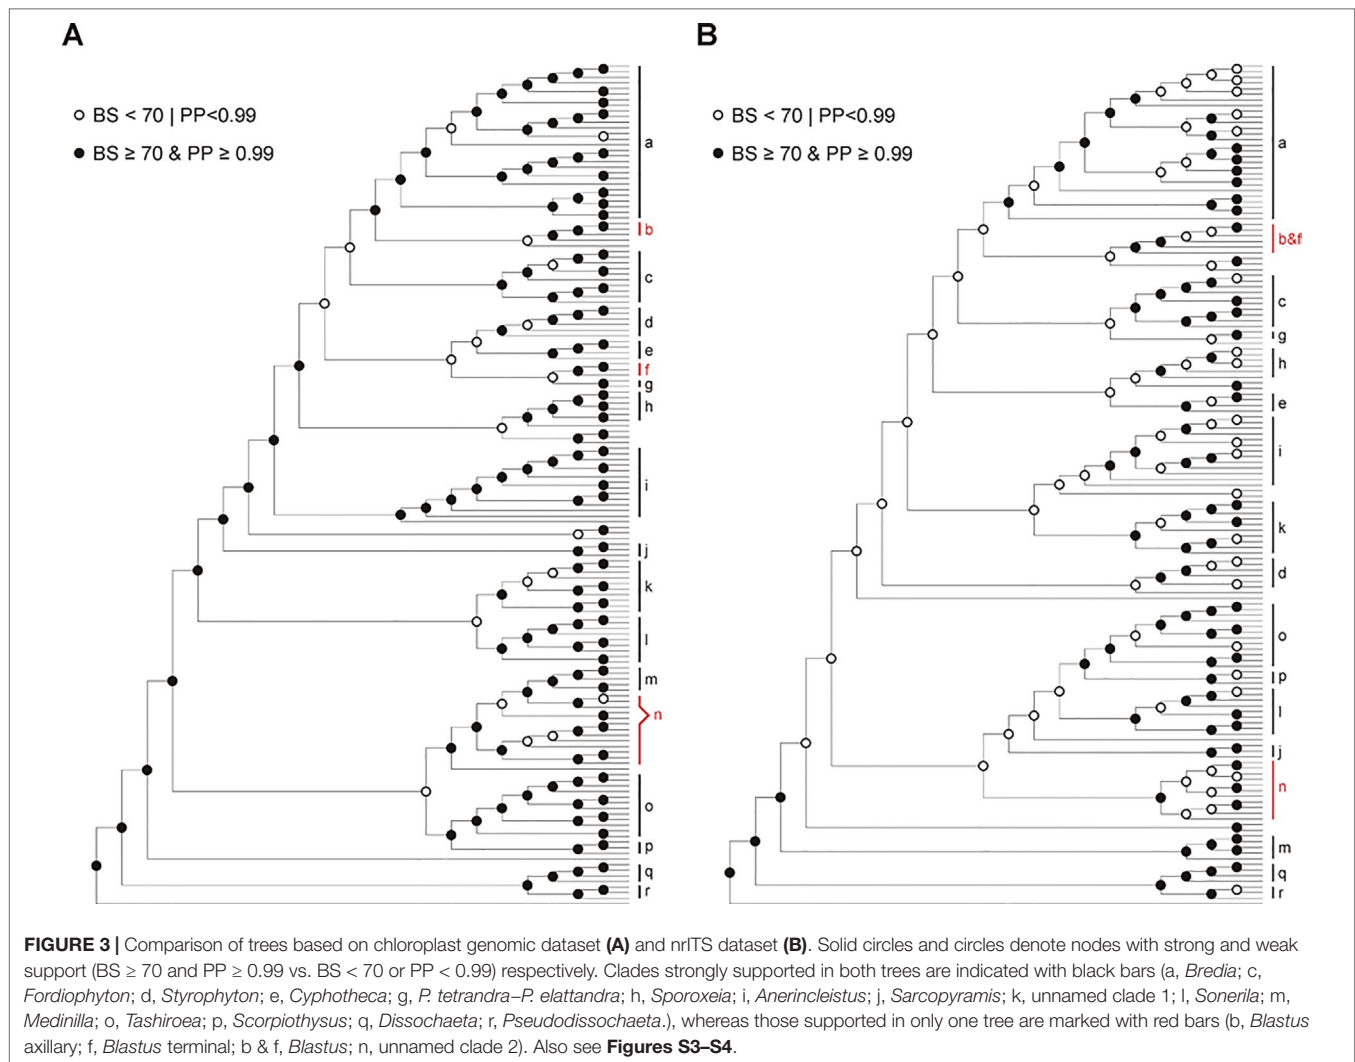 A
BS < 70 | PP<0.99
BS ≥ 70 & PP ≥ 0.99
a
b
c
d
e
f
g
h
i
j
k
l
m
n
o
p
q
r
B
BS < 70 | PP<0.99
BS ≥ 70 & PP ≥ 0.99
a
b&f
c
g
h
e
i
k
d
o
p
l
j
n
m
q
r
FIGURE 3 | Comparison of trees based on chloroplast genomic dataset (A) and nrITS dataset (B). Solid circles and circles denote nodes with strong and weak
support (BS ≥ 70 and PP ≥ 0.99 vs. BS < 70 or PP < 0.99) respectively. Clades strongly supported in both trees are indicated with black bars (a, Bredia; c,
Fordiophyton; d, Styrophyton; e, Cyphotheca; g, P. tetrandra–P. elattandra; h, Sporoxeia; i, Anerincleistus; j, Sarcopyramis; k, unnamed clade 1; l, Sonerila; m,
Medinilla; o, Tashiroea; p, Scorpiothysus; q, Dissochaeta; r, Pseudodissochaeta.), whereas those supported in only one tree are marked with red bars (b, Blastus
axillary; f, Blastus terminal; b & f, Blastus; n, unnamed clade 2). Also see Figures S3–S4.